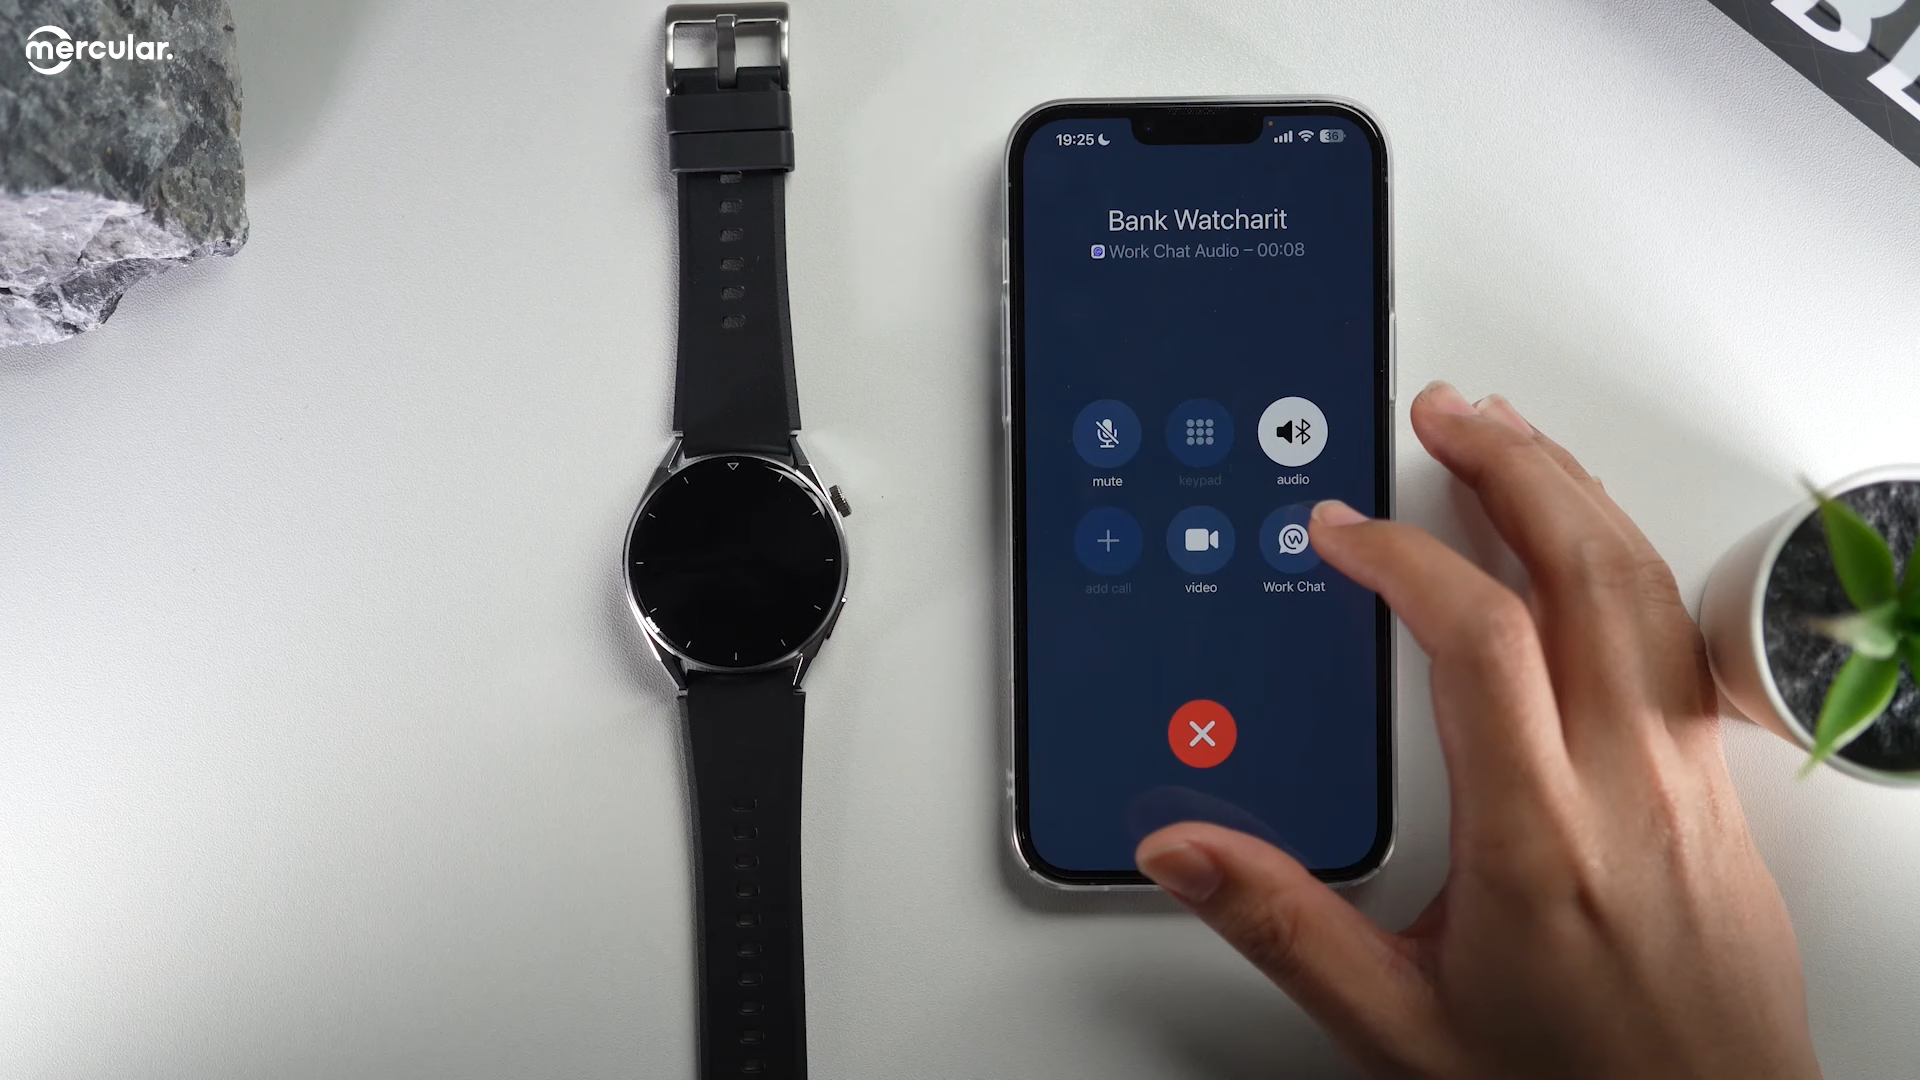 mercular.
19:25
36
Bank Watcharit
Work Chat Audio – 00:08
mute
keypad
audio
add call
video
Work Chat